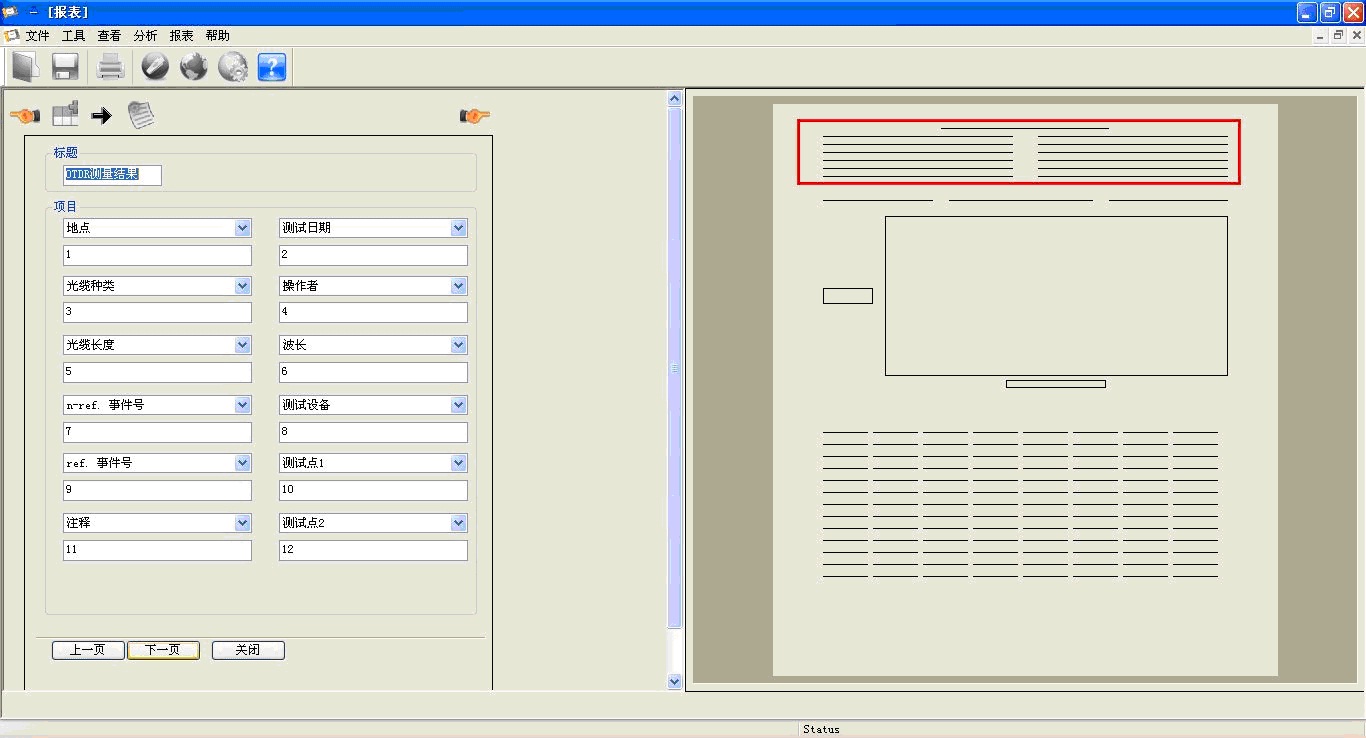 - [报表]
文件 工具 查看 分析 报表 帮助
标题
OTDR测量结果
项目
地点 测试日期
1 2
光缆种类 操作者
3 4
光缆长度 波长
5 6
n-ref. 事件号 测试设备
7 8
ref. 事件号 测试点1
9 10
注释 测试点2
11 12
上一页 下一页 关闭
Status